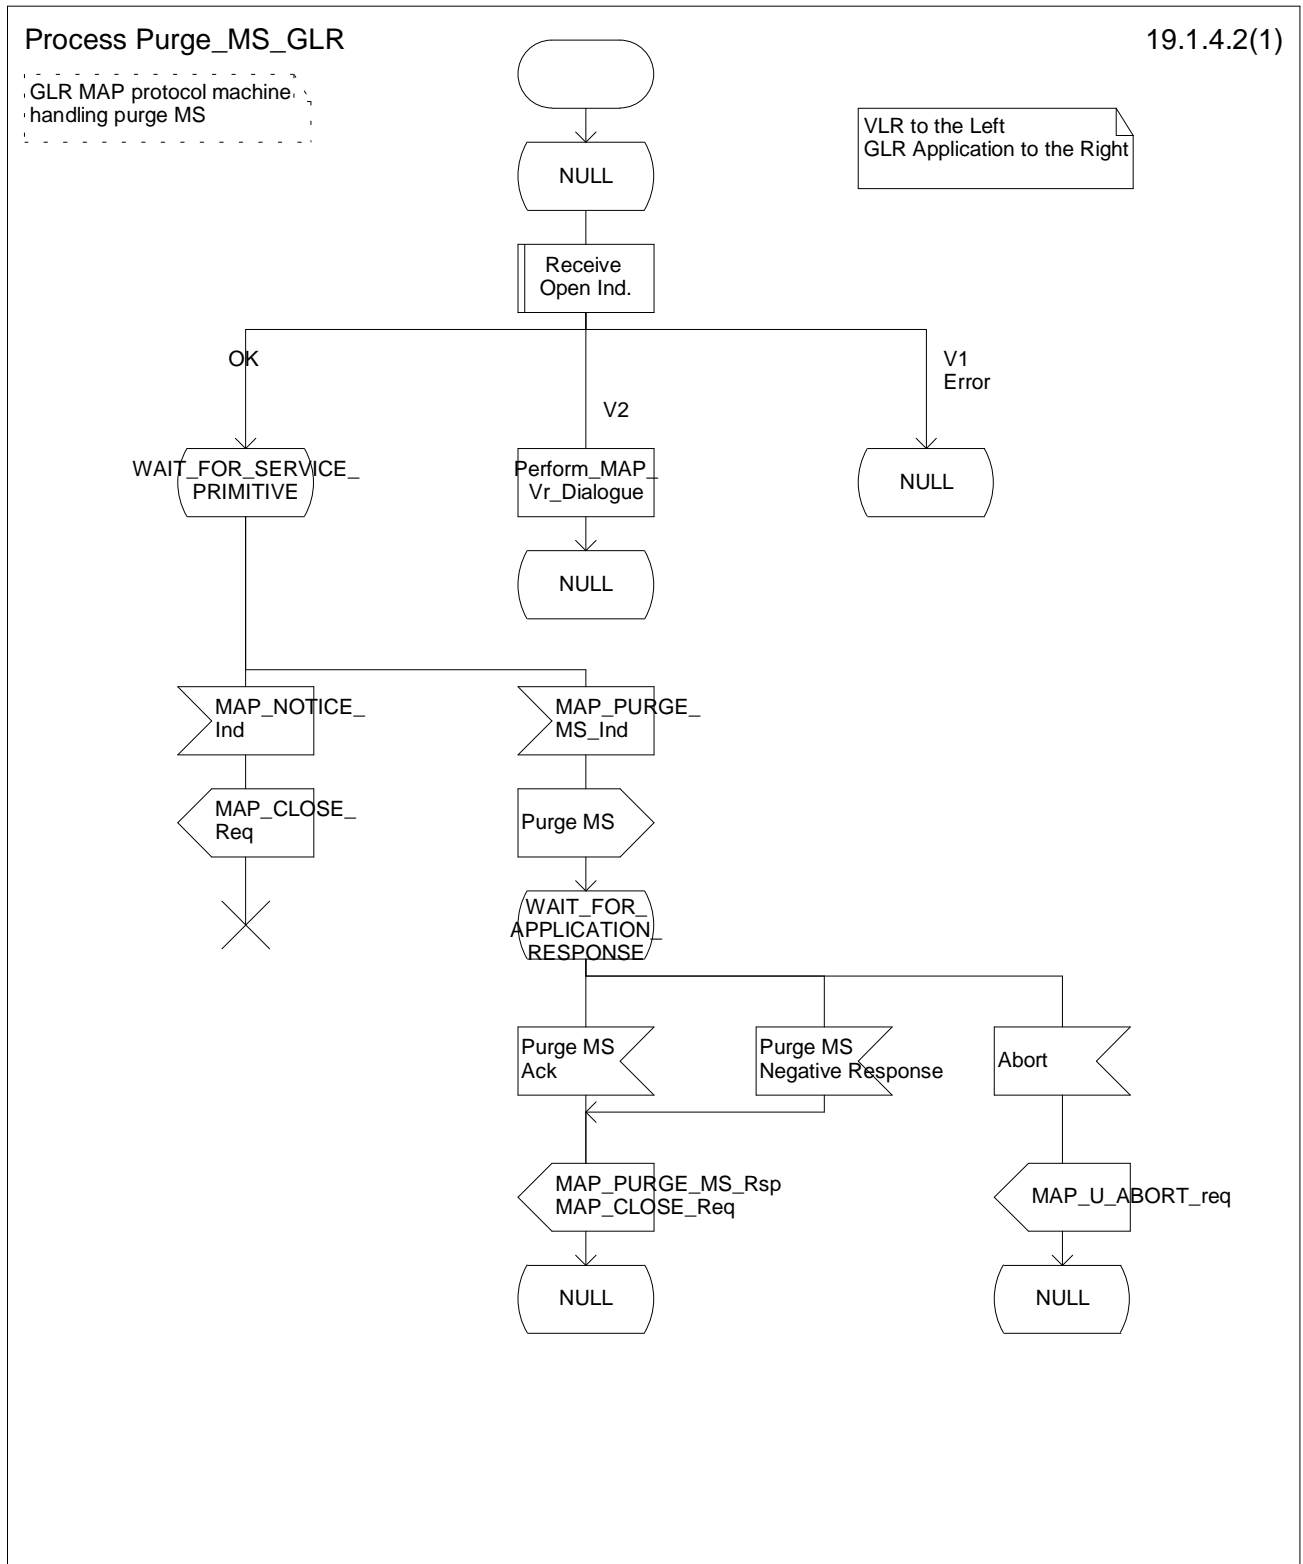 Process Purge_MS_GLR
19.1.4.2(1)
GLR MAP protocol machine
handling purge MS
VLR to the Left
GLR Application to the Right
NULL
Receive
Open Ind.
OK
V2
V1
Error
WAIT_FOR_SERVICE_
PRIMITIVE
Perform_MAP_
Vr_Dialogue
NULL
NULL
MAP_NOTICE_
Ind
MAP_PURGE_
MS_Ind
MAP_CLOSE_
Req
Purge MS
WAIT_FOR_
APPLICATION_
RESPONSE
Purge MS
Ack
Purge MS
Negative Response
Abort
MAP_PURGE_MS_Rsp
MAP_CLOSE_Req
MAP_U_ABORT_req
NULL
NULL